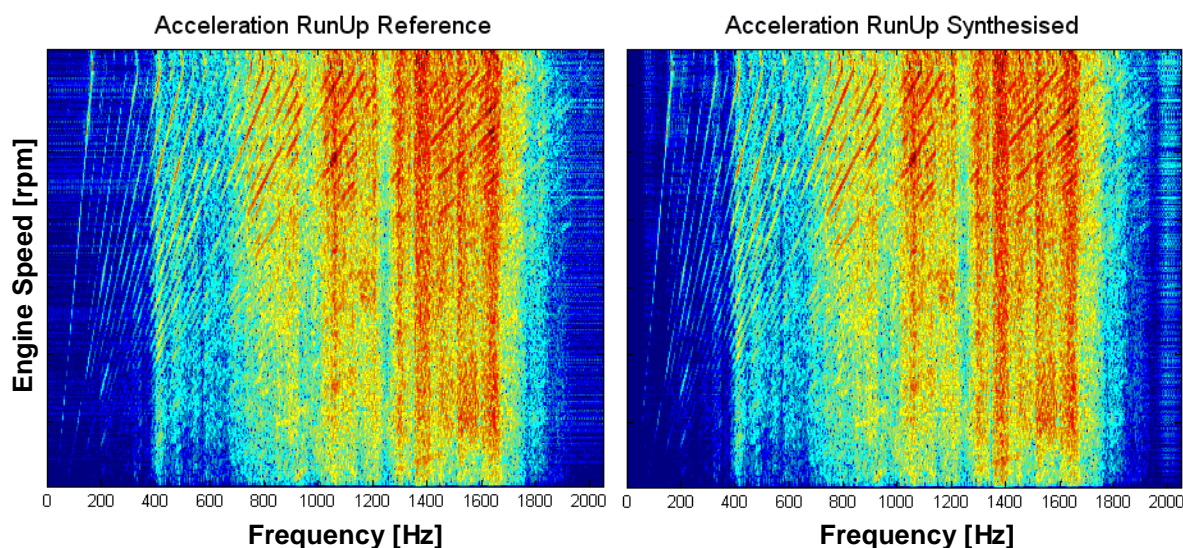 Acceleration RunUp Reference
Acceleration RunUp Synthesised
Engine Speed [rpm]
0 200 400 600 800 1000 1200 1400 1600 1800 2000
0 200 400 600 800 1000 1200 1400 1600 1800 2000
Frequency [Hz]
Frequency [Hz]